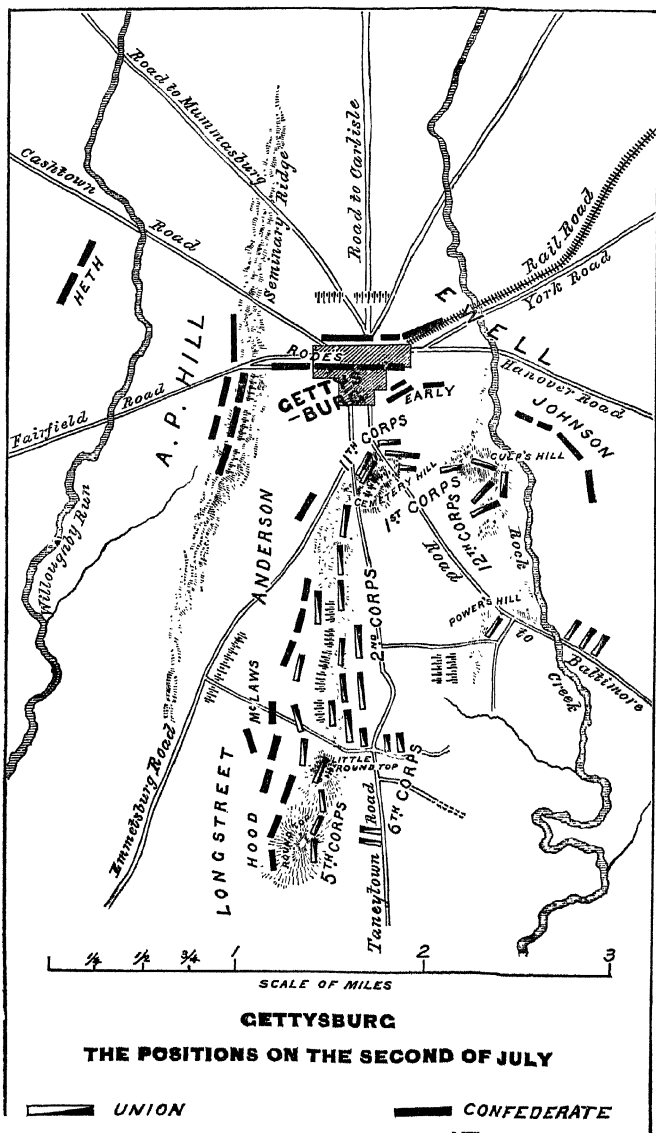 Road to Mummasburg
Seminary Ridge
Road to Carlisle
Cashtown Road
Rail Road
York Road
HETH
EWELL
A. P. HILL
RODES
GETTYS
-BURG
EARLY
Hanover Road
JOHNSON
Fairfield Road
11TH CORPS
CEMETERY HILL
1ST CORPS
CULP'S HILL
12TH CORPS
Willoughby Run
ANDERSON
2ND CORPS
POWER'S HILL
Road to Baltimore
Rock Creek
McLAWS
LITTLE
ROUND TOP
LONGSTREET
HOOD
ROUND TOP
5TH CORPS
6TH CORPS
Emmetsburg Road
Taneytown Road
1/4 1/2 3/4 1 2 3
SCALE OF MILES
GETTYSBURG
THE POSITIONS ON THE SECOND OF JULY
UNION CONFEDERATE